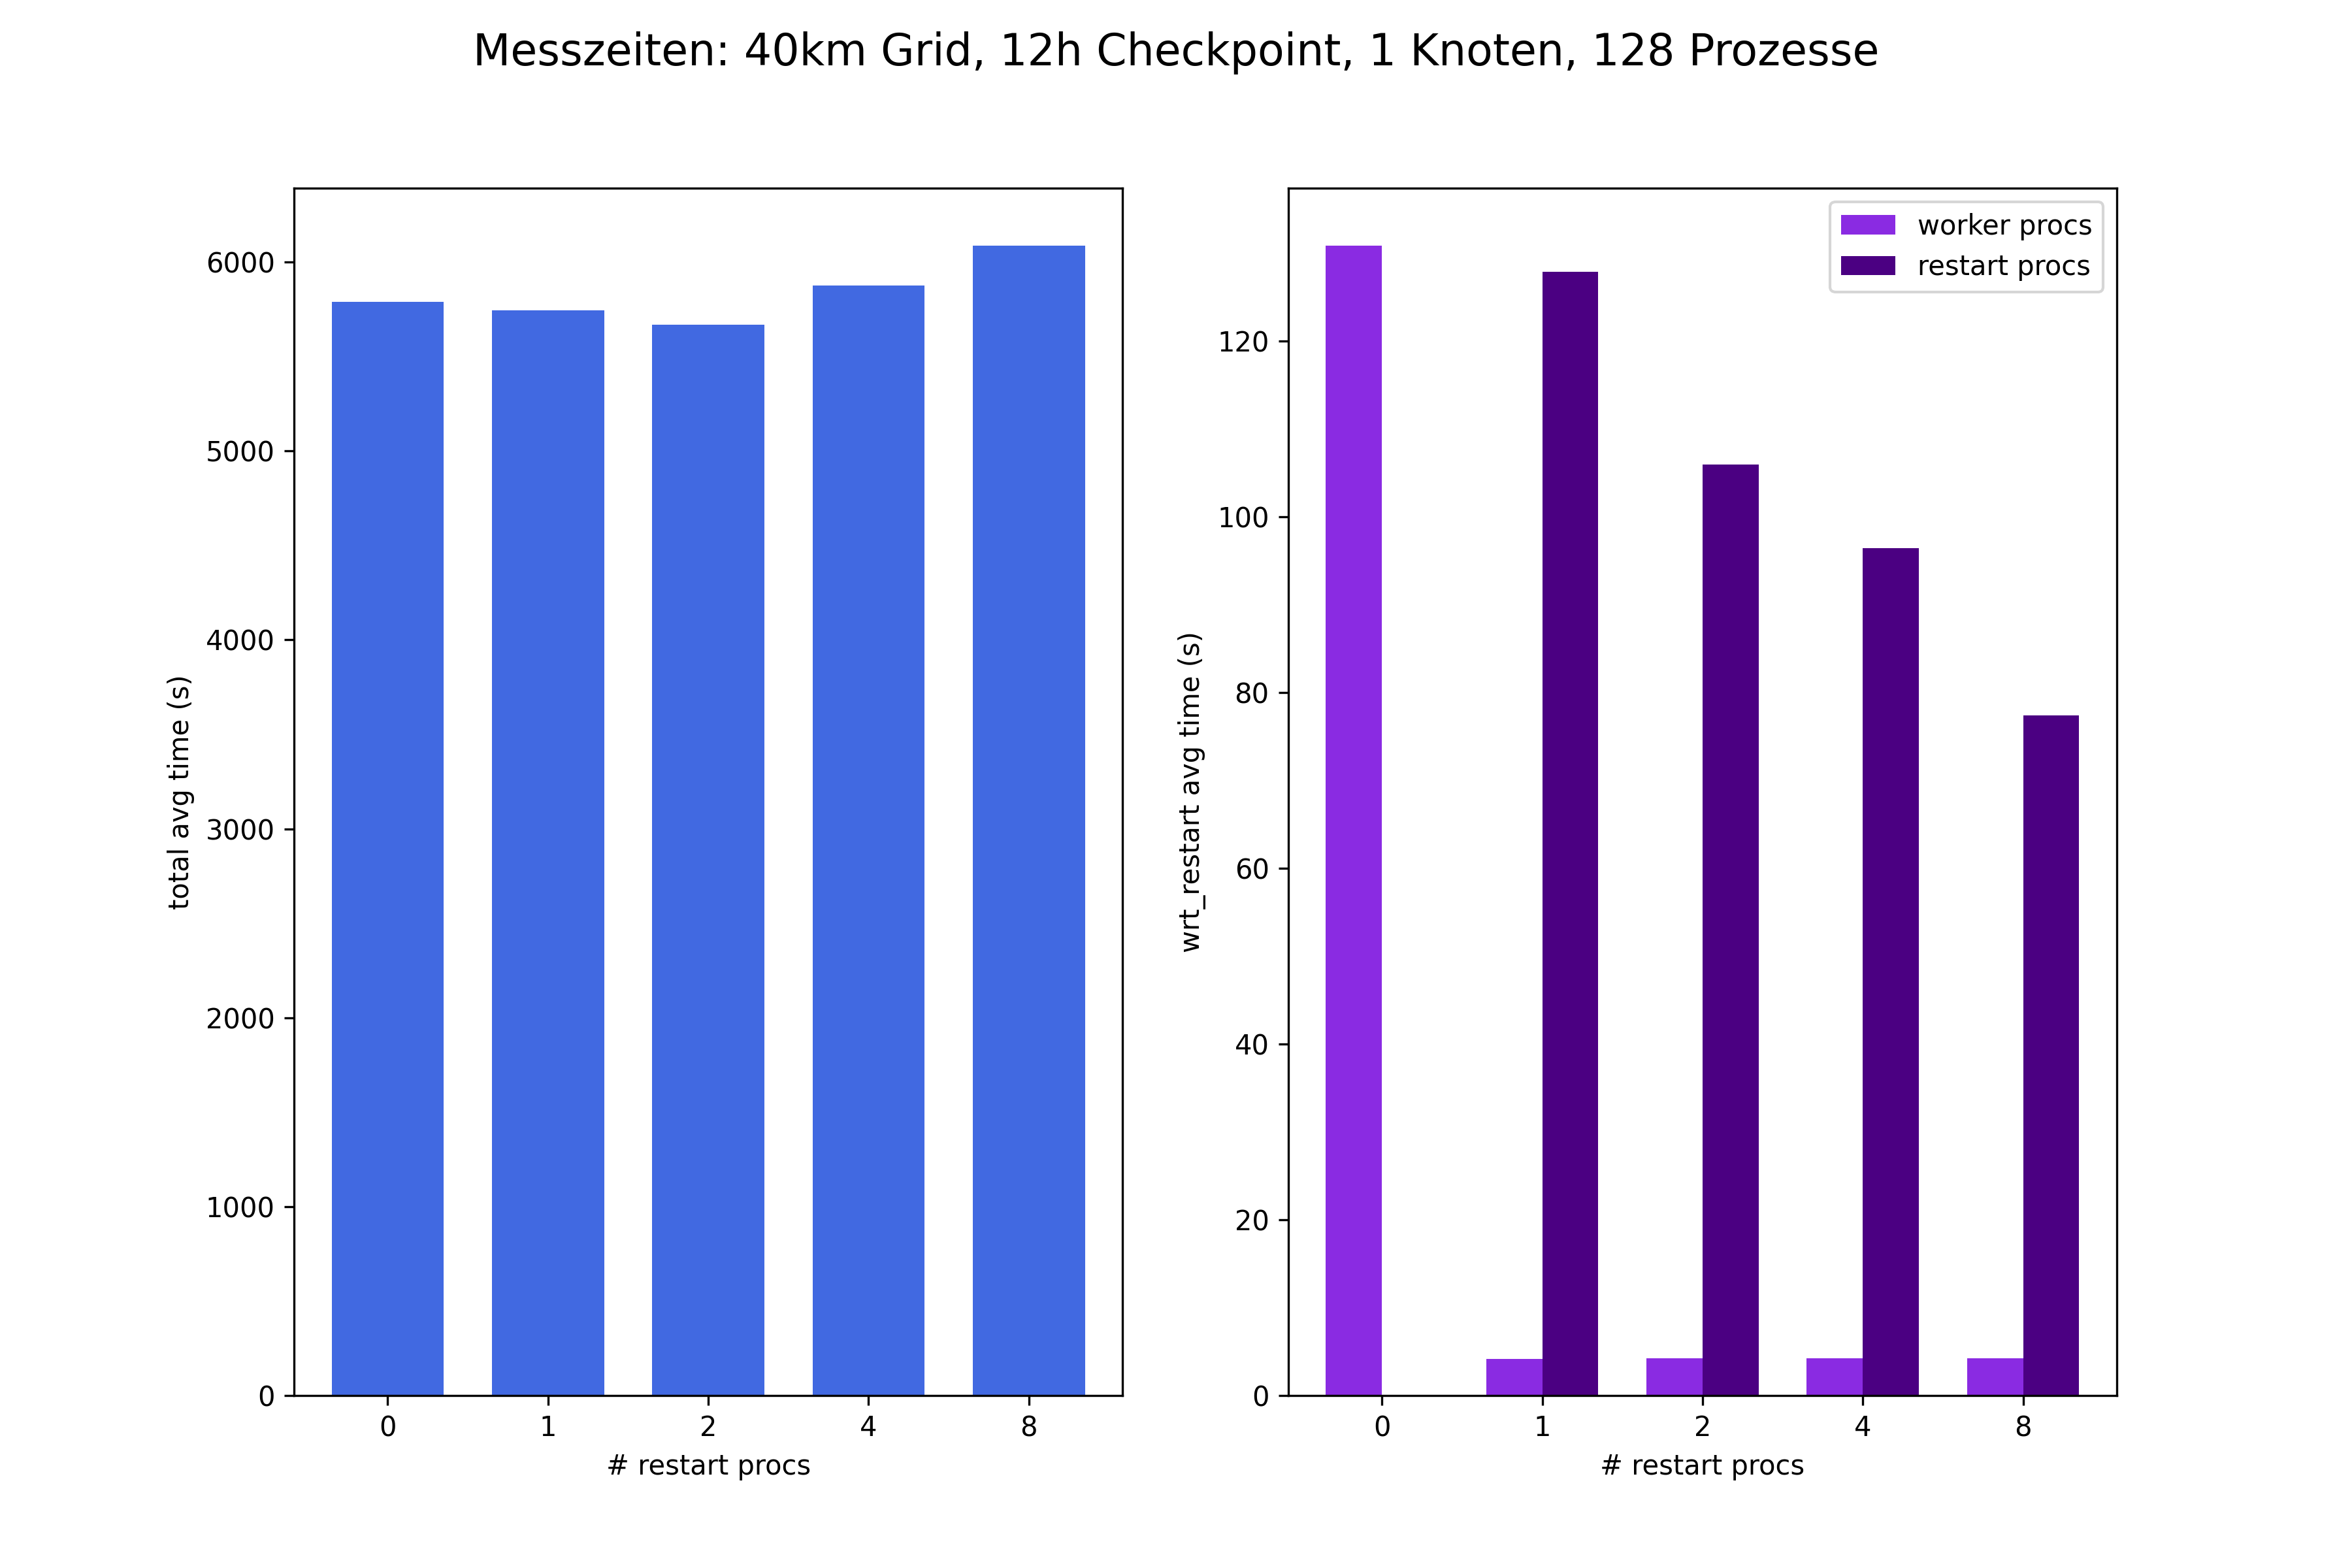 Messzeiten: 40km Grid, 12h Checkpoint, 1 Knoten, 128 Prozesse
total avg time (s)
6000
5000
4000
3000
2000
1000
0
0 1 2 4 8
# restart procs
wrt_restart avg time (s)
120
100
80
60
40
20
0
0 1 2 4 8
# restart procs
worker procs
restart procs